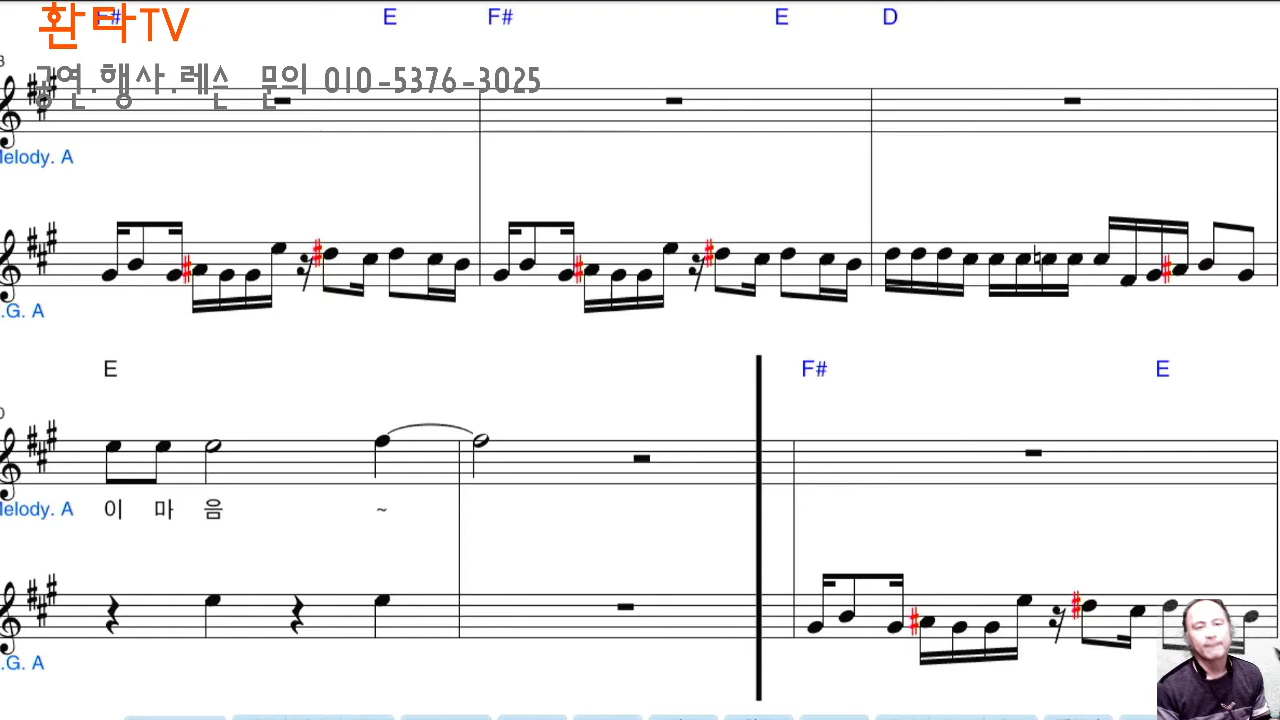 환타TV
F# E F# E D
공연.행사.레슨 문의 010-5376-3025
Melody. A
.G. A
E F# E
Melody. A 이 마 음 ~
.G. A